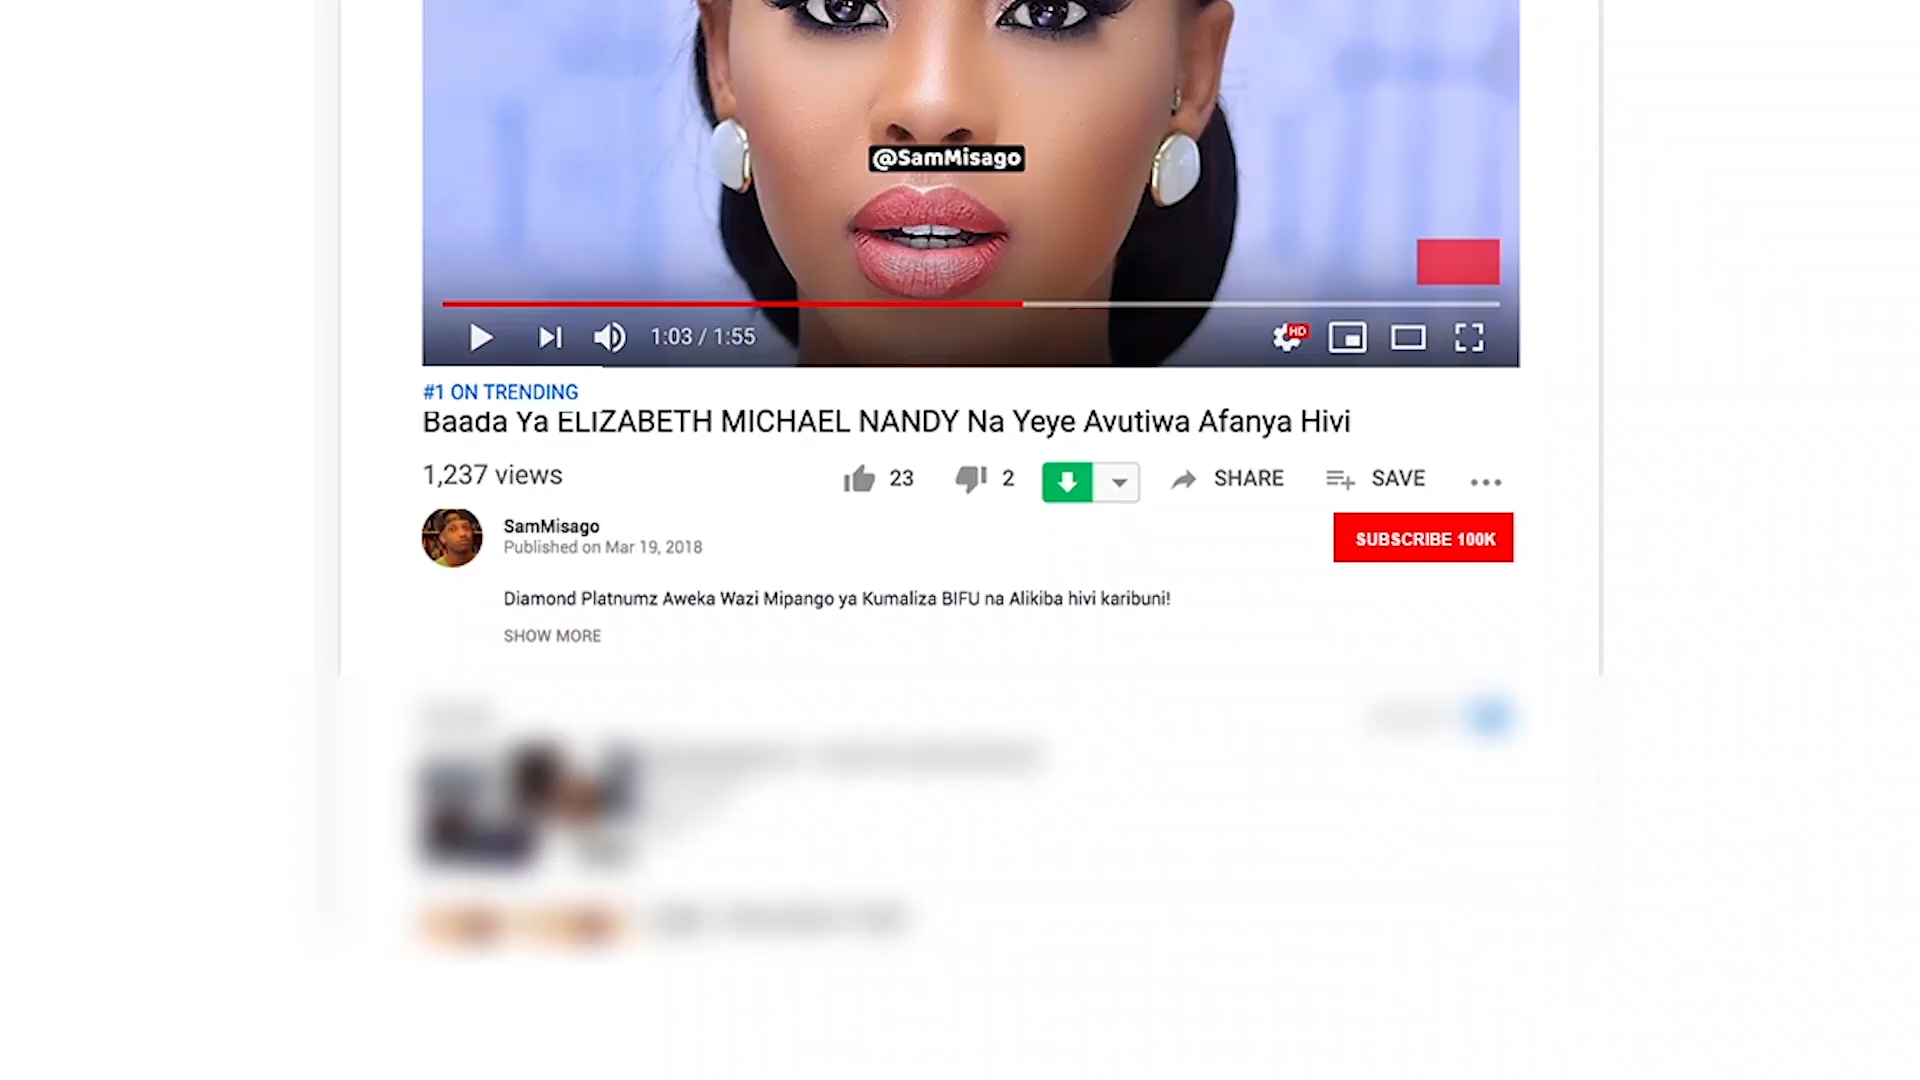 @SamMisago
1:03 / 1:55
HD
#1 ON TRENDING
Baada Ya ELIZABETH MICHAEL NANDY Na Yeye Avutiwa Afanya Hivi
1,237 views
23
2
SHARE
SAVE
SamMisago
Published on Mar 19, 2018
SUBSCRIBE 100K
Diamond Platnumz Aweka Wazi Mipango ya Kumaliza BIFU na Alikiba hivi karibuni!
SHOW MORE